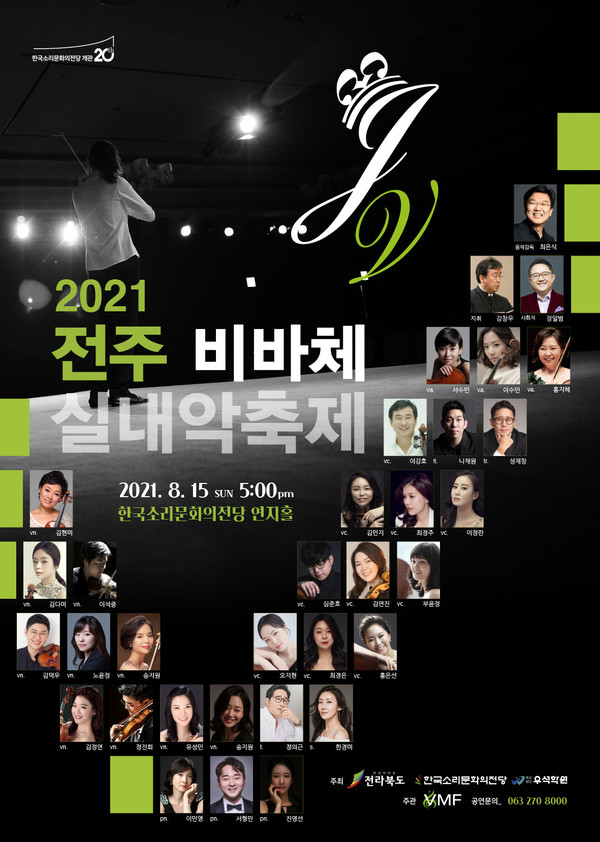 한국소리문화의전당 개관 20th
JV
2021
전주 비바체
실내악축제
2021. 8. 15 SUN 5:00pm
한국소리문화의전당 연지홀
음악감독 최은식
지휘 강창우 사회자 장일범
va. 서수민 va. 이수민 va. 홍지혜
vc. 이강호 fl. 나채원 tr. 성재창
vn. 김현미 vc. 김민지 vc. 최정주 vc. 이정란
vn. 김다미 vn. 이석중 vc. 심준호 vc. 김연진 vc. 부윤정
vn. 김덕우 vn. 노윤정 vn. 송지원 vc. 오지현 vc. 최경은 vc. 홍은선
vn. 김정연 vn. 정진희 vn. 유성민 vn. 송지원 t. 정의근 s. 한경미
pn. 이민영 pn. 서형민 pn. 진영선
주최 전라북도 한국소리문화의전당 우석학원
주관 VMF 공연문의_ 063 270 8000